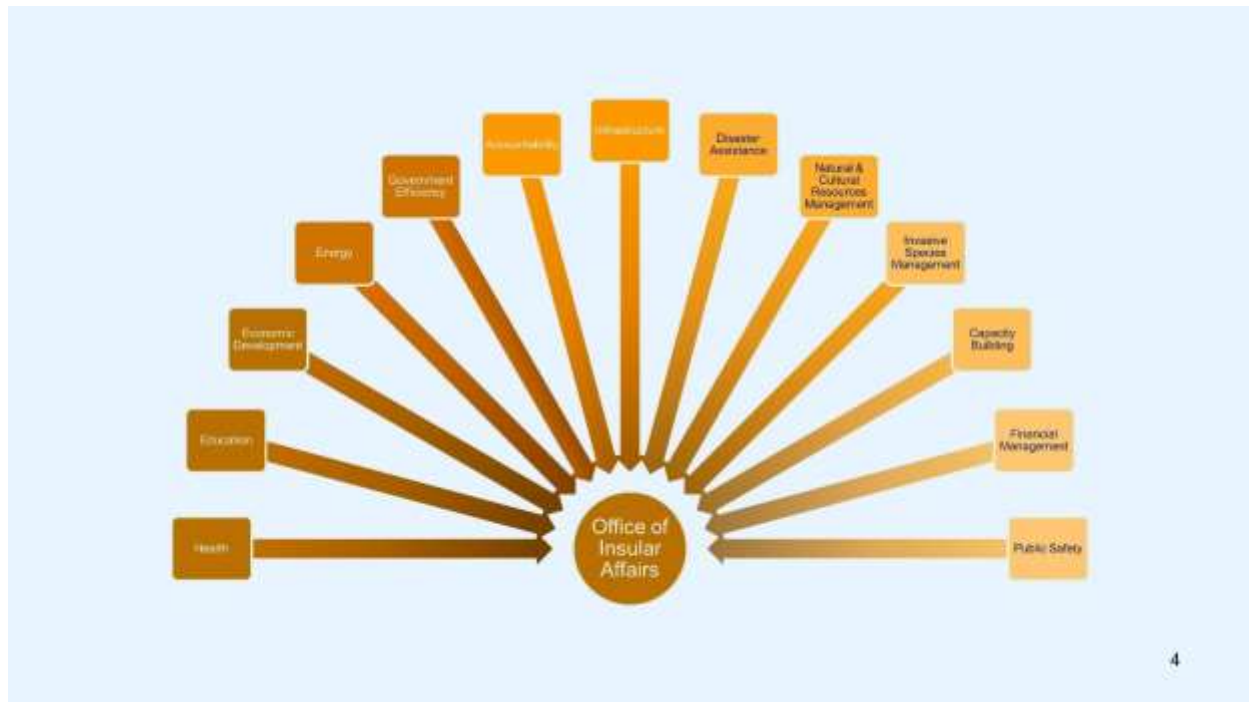 Health
Education
Economic
Development
Energy
Government
Efficiency
Accountability
Infrastructure
Disaster
Assistance
Natural &
Cultural
Resources
Management
Invasive
Species
Management
Capacity
Building
Financial
Management
Public Safety
Office of
Insular
Affairs
4